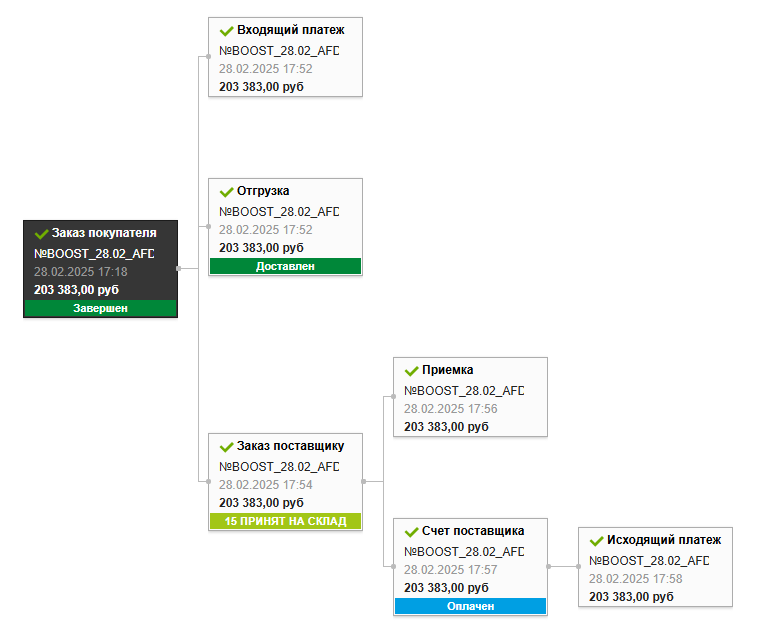 Входящий платеж
№BOOST_28.02_AFD
28.02.2025 17:52
203 383,00 руб
Отгрузка
№BOOST_28.02_AFD
28.02.2025 17:52
203 383,00 руб
Доставлен
Заказ покупателя
№BOOST_28.02_AFD
28.02.2025 17:18
203 383,00 руб
Завершен
Приемка
№BOOST_28.02_AFD
28.02.2025 17:56
203 383,00 руб
Заказ поставщику
№BOOST_28.02_AFD
28.02.2025 17:54
203 383,00 руб
15 ПРИНЯТ НА СКЛАД
Счет поставщика
№BOOST_28.02_AFD
28.02.2025 17:57
203 383,00 руб
Оплачен
Исходящий платеж
№BOOST_28.02_AFD
28.02.2025 17:58
203 383,00 руб